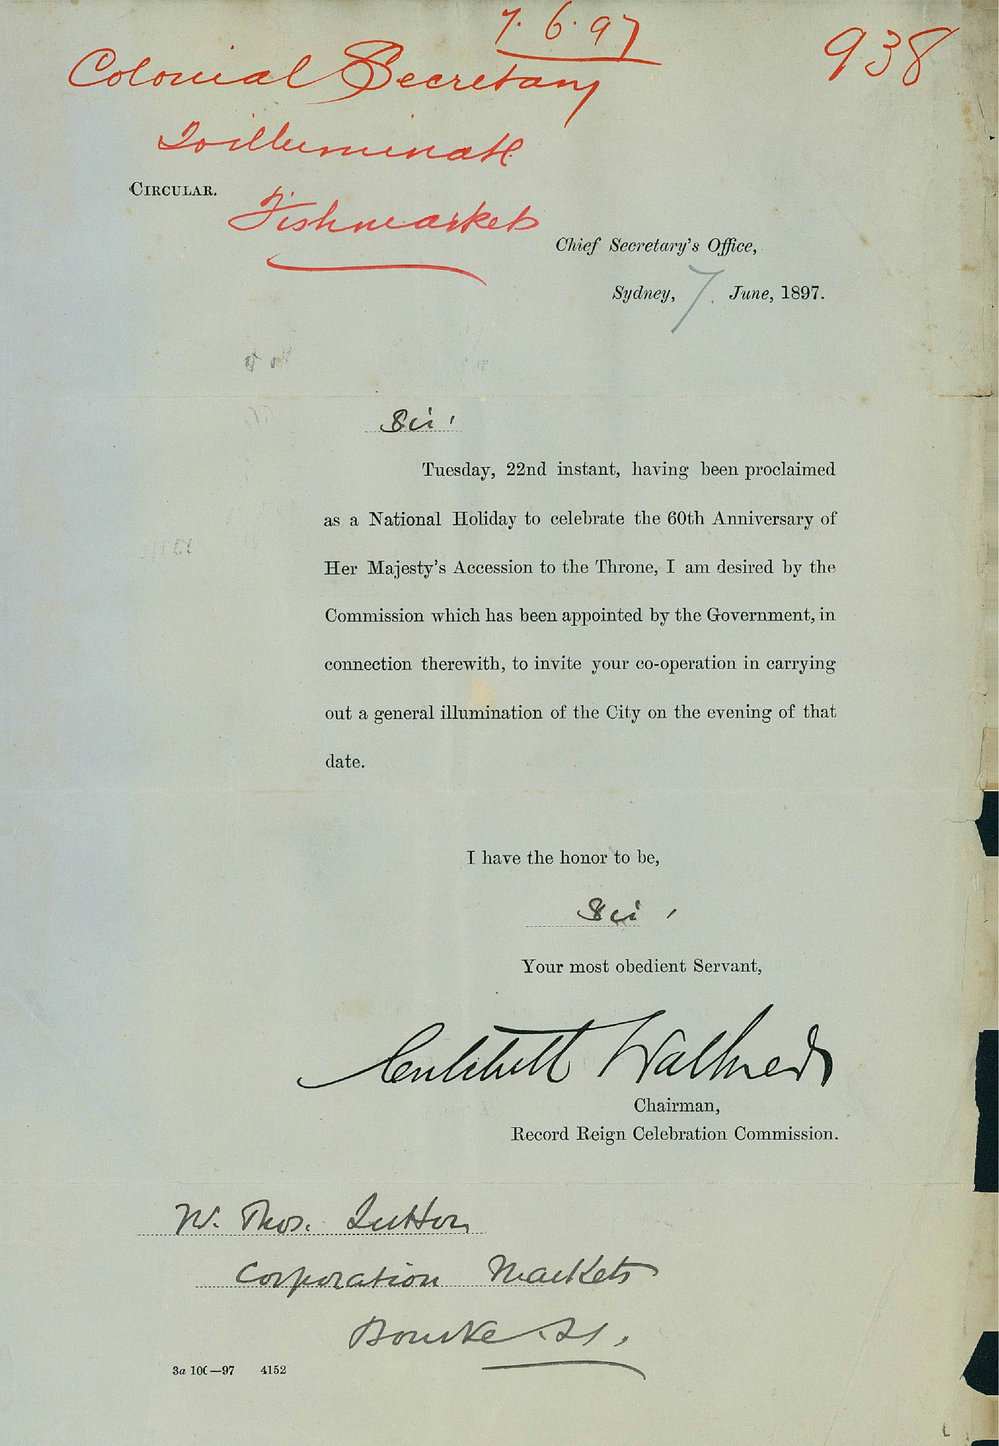 7.6.97
938
Colonial Secretary
To illuminate
CIRCULAR.
Fishmarkets
Chief Secretary's Office,
Sydney, 7. June, 1897.
Sir,
Tuesday, 22nd instant, having been proclaimed
as a National Holiday to celebrate the 60th Anniversary of
Her Majesty's Accession to the Throne, I am desired by the
Commission which has been appointed by the Government, in
connection therewith, to invite your co-operation in carrying
out a general illumination of the City on the evening of that
date.
I have the honor to be,
Sir,
Your most obedient Servant,
Chairman,
Record Reign Celebration Commission.
Thos. Sutton
Corporation Markets
Bourke St.
3a 100—97 4152